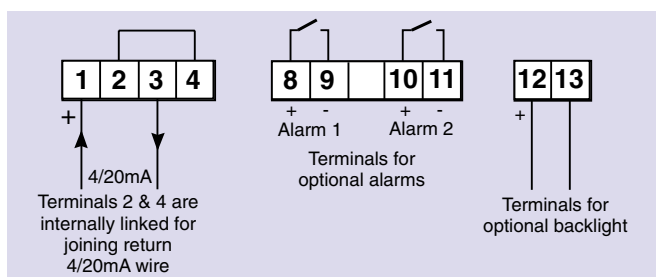 1 2 3 4
+
4/20mA
Terminals 2 & 4 are
internally linked for
joining return
4/20mA wire
8 9 10 11
+ - + -
Alarm 1 Alarm 2
Terminals for
optional alarms
12 13
+
Terminals for
optional backlight